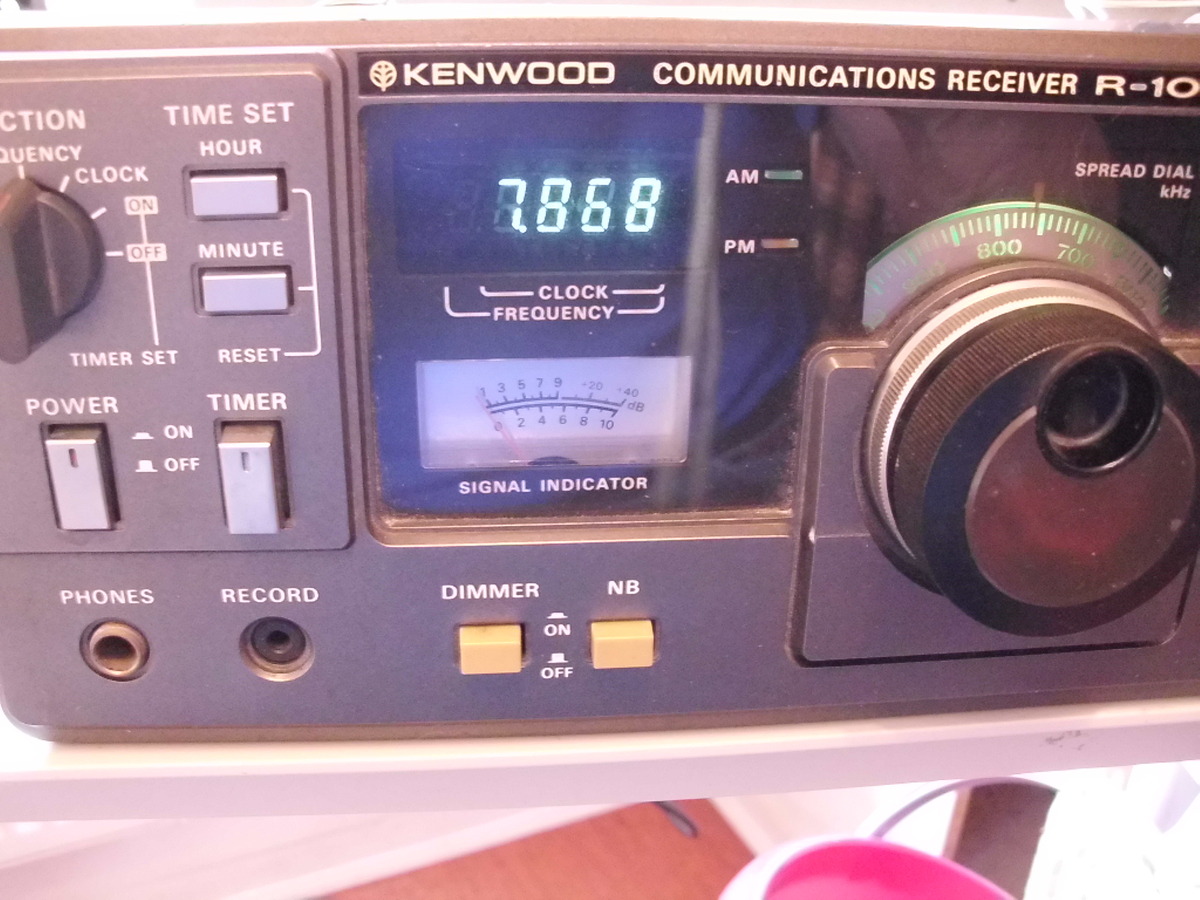 KENWOOD COMMUNICATIONS RECEIVER R-10
CTION
QUENCY
CLOCK
ON
OFF
TIMER SET
TIME SET
HOUR
MINUTE
RESET
POWER
TIMER
ON
OFF
7.868
AM
PM
CLOCK
FREQUENCY
1 3 5 7 9 +20 +40
dB
0 2 4 6 8 10
SIGNAL INDICATOR
SPREAD DIAL
kHz
800 700
PHONES
RECORD
DIMMER
NB
ON
OFF